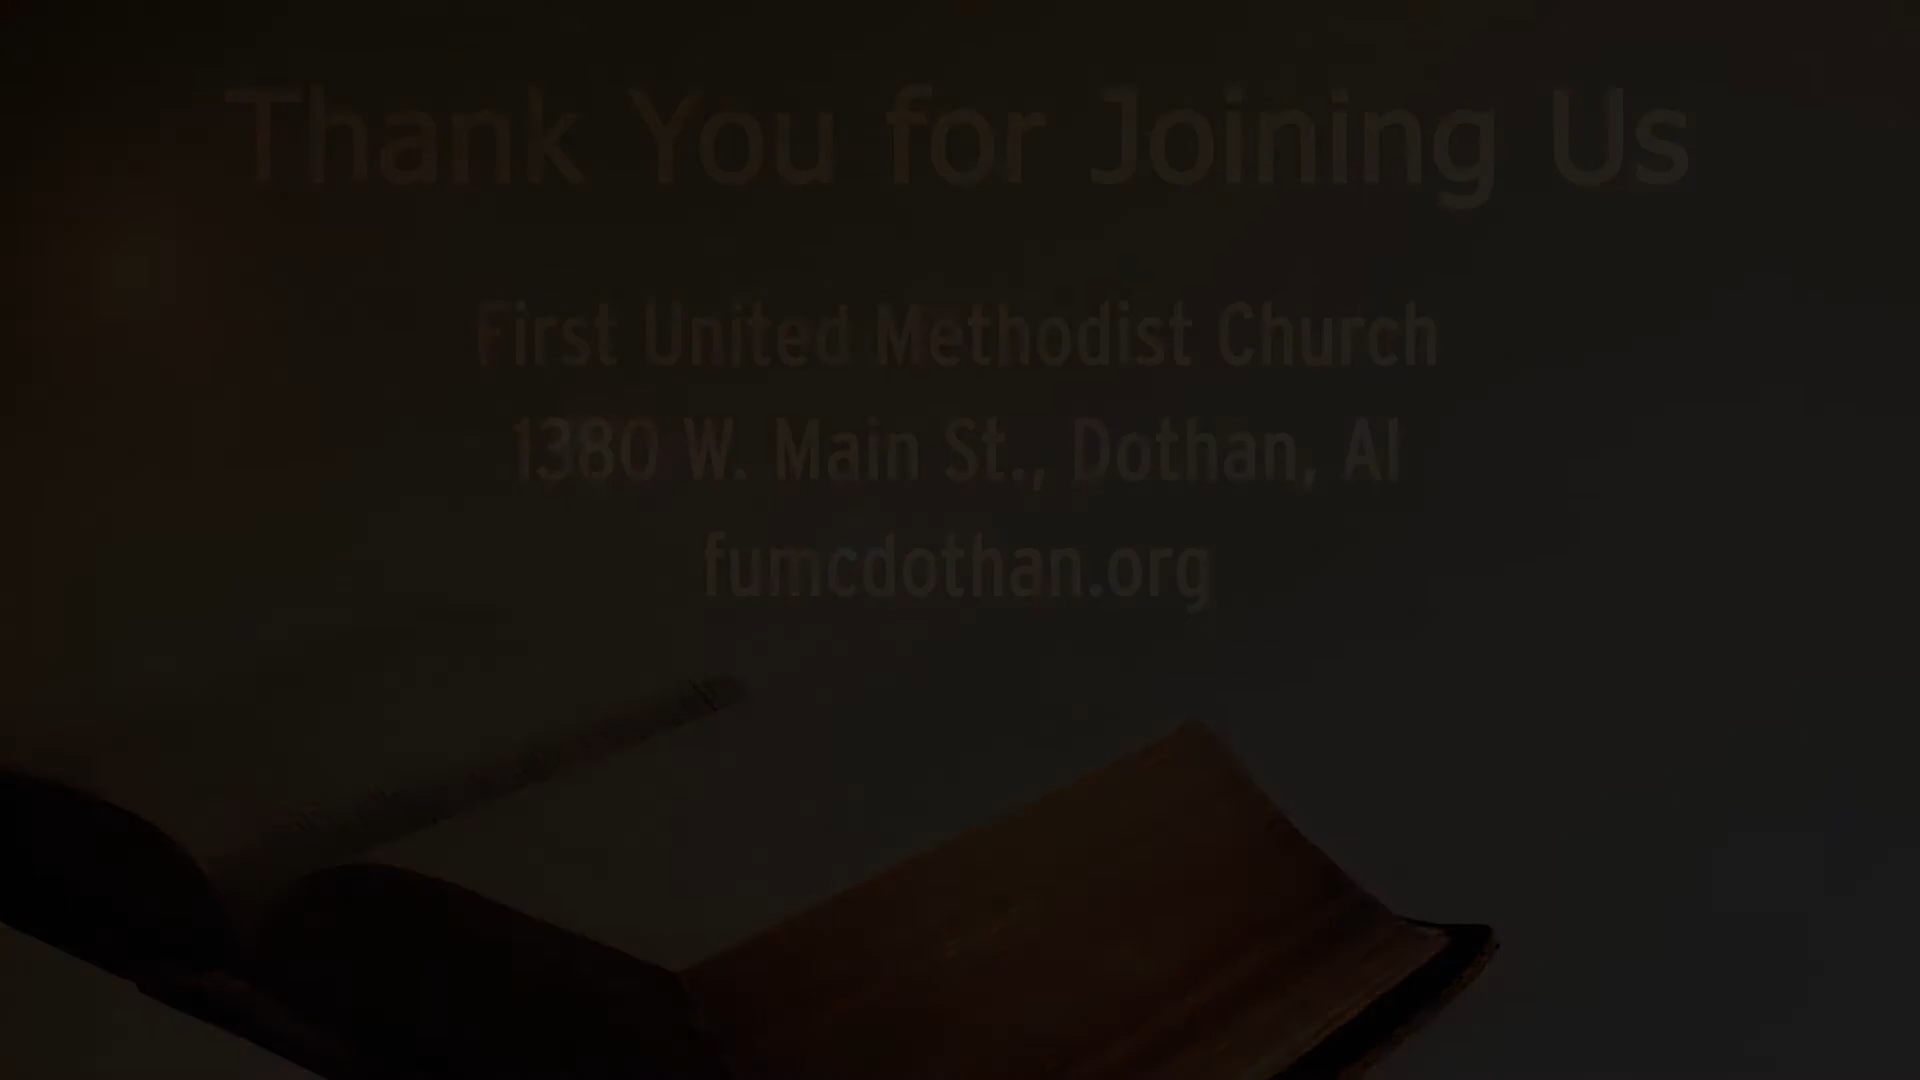 Thank You for Joining Us
First United Methodist Church
1380 W. Main St., Dothan, Al
fumcdothan.org